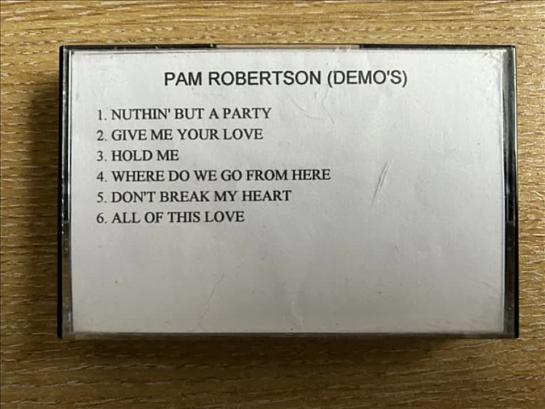 PAM ROBERTSON (DEMO'S)
1. NUTHIN' BUT A PARTY
2. GIVE ME YOUR LOVE
3. HOLD ME
4. WHERE DO WE GO FROM HERE
5. DON'T BREAK MY HEART
6. ALL OF THIS LOVE